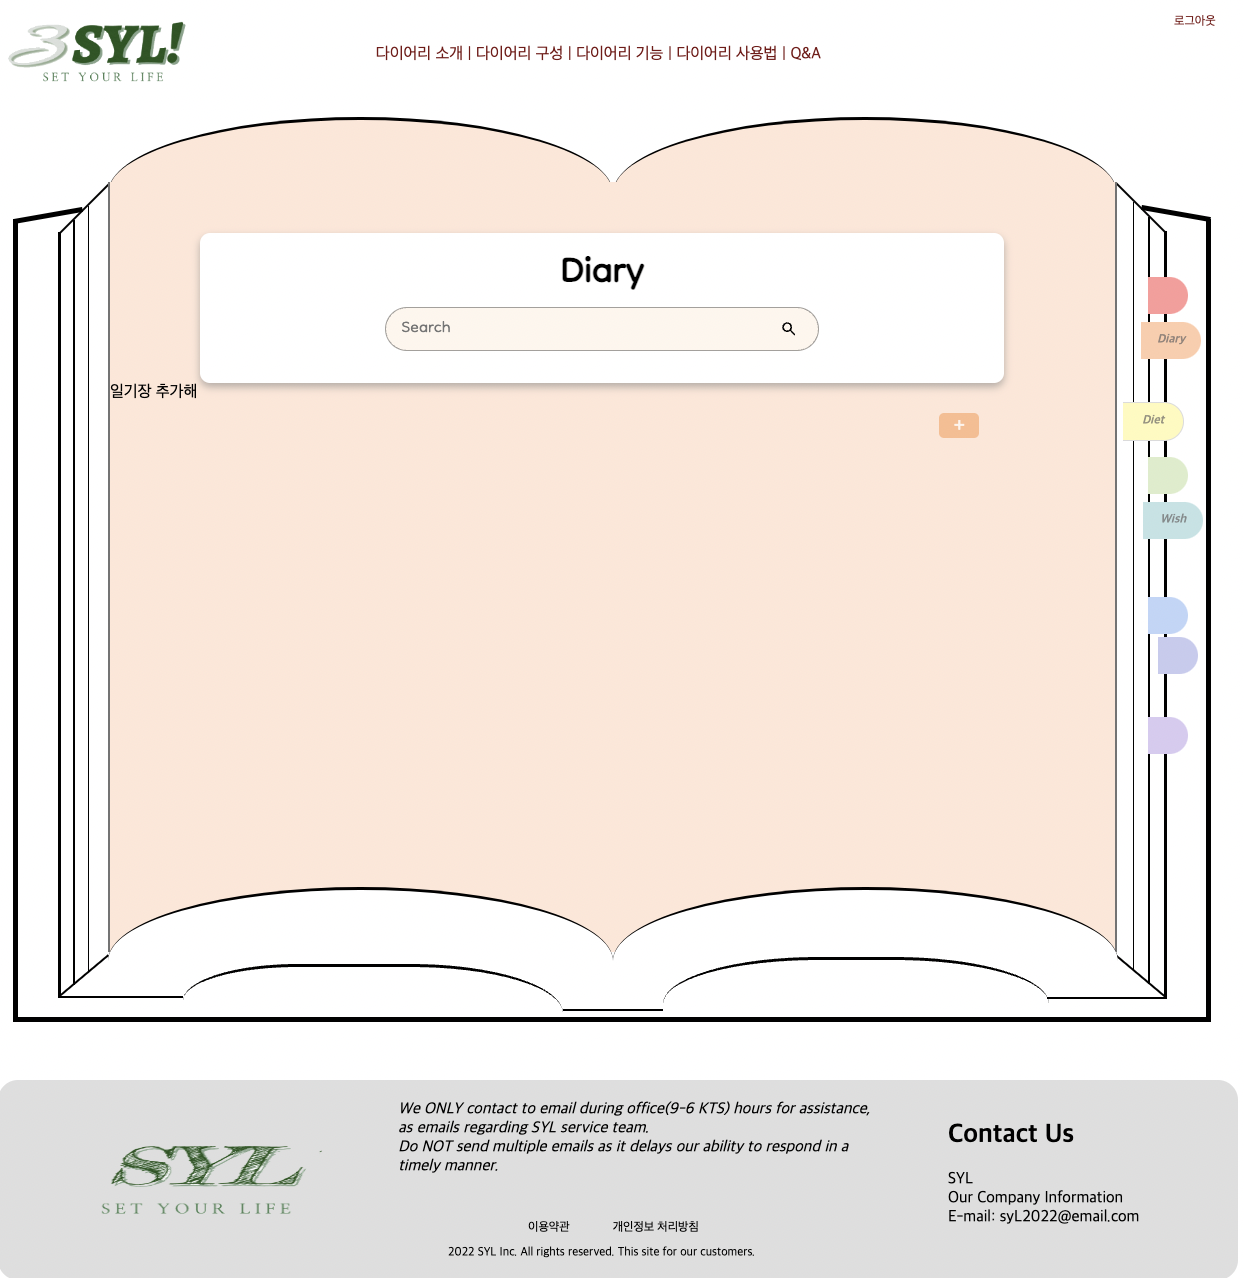 3SYL!
SET YOUR LIFE
로그아웃
다이어리 소개 | 다이어리 구성 | 다이어리 기능 | 다이어리 사용법 | Q&A
Diary
Search
일기장 추가해
+
Diary
Diet
Wish
SYL
SET YOUR LIFE
We ONLY contact to email during office(9-6 KTS) hours for assistance,
as emails regarding SYL service team.
Do NOT send multiple emails as it delays our ability to respond in a
timely manner.
이용약관 개인정보 처리방침
2022 SYL Inc. All rights reserved. This site for our customers.
Contact Us
SYL
Our Company Information
E-mail: syL2022@email.com